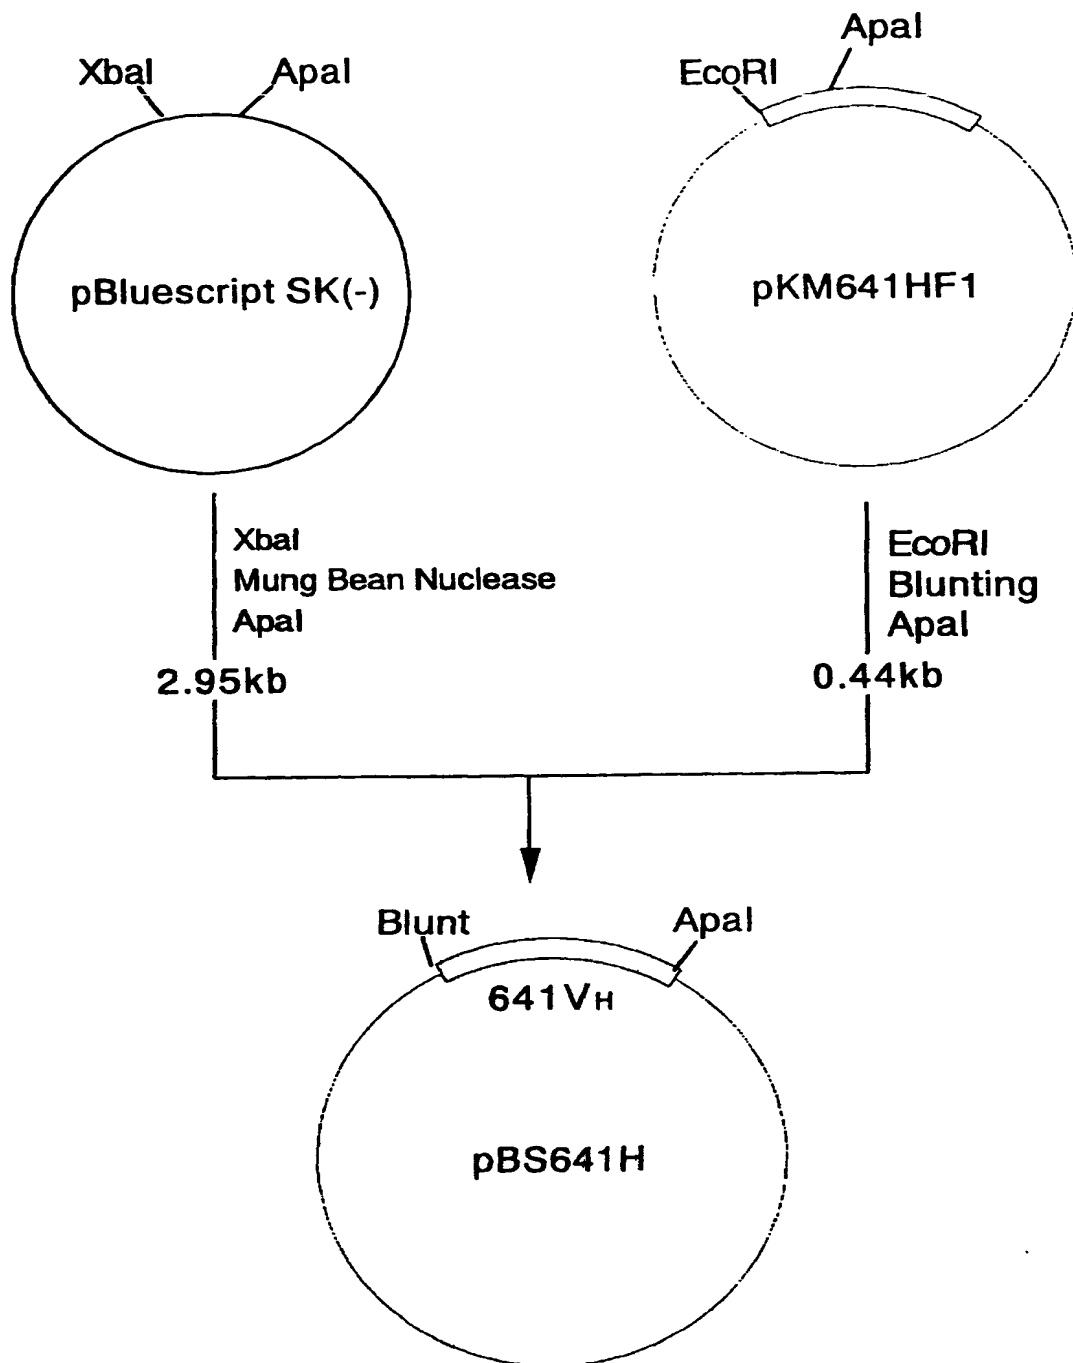 XbaI
ApaI
EcoRI
ApaI
pBluescript SK(-)
pKM641HF1
XbaI
Mung Bean Nuclease
ApaI
2.95kb
EcoRI
Blunting
ApaI
0.44kb
Blunt
ApaI
641VH
pBS641H